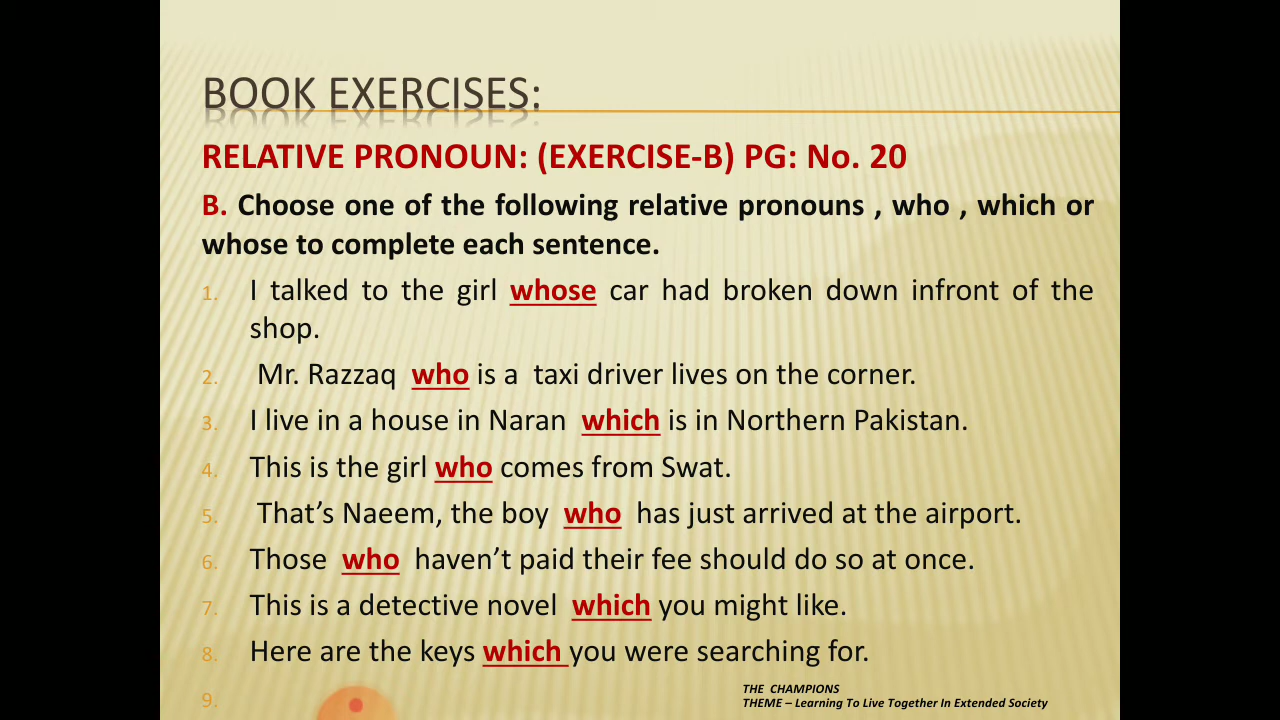 BOOK EXERCISES:
RELATIVE PRONOUN: (EXERCISE-B) PG: No. 20
B. Choose one of the following relative pronouns , who , which or
whose to complete each sentence.
1. I talked to the girl whose car had broken down infront of the
shop.
2. Mr. Razzaq who is a taxi driver lives on the corner.
3. I live in a house in Naran which is in Northern Pakistan.
4. This is the girl who comes from Swat.
5. That’s Naeem, the boy who has just arrived at the airport.
6. Those who haven’t paid their fee should do so at once.
7. This is a detective novel which you might like.
8. Here are the keys which you were searching for.
9.
THE CHAMPIONS
THEME – Learning To Live Together In Extended Society